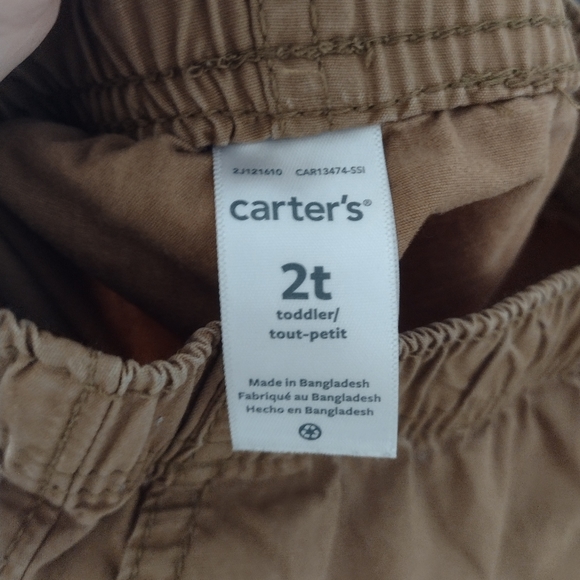 2J121610 CAR13474-SSI
carter's®
2t
toddler/
tout-petit
Made in Bangladesh
Fabriqué au Bangladesh
Hecho en Bangladesh